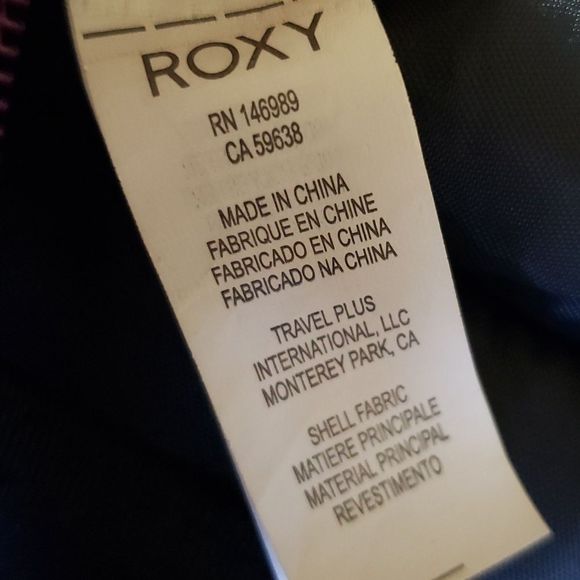 ROXY
RN 146989
CA 59638
MADE IN CHINA
FABRIQUE EN CHINE
FABRICADO EN CHINA
FABRICADO NA CHINA
TRAVEL PLUS
INTERNATIONAL, LLC
MONTEREY PARK, CA
SHELL FABRIC
MATIERE PRINCIPALE
MATERIAL PRINCIPAL
REVESTIMENTO